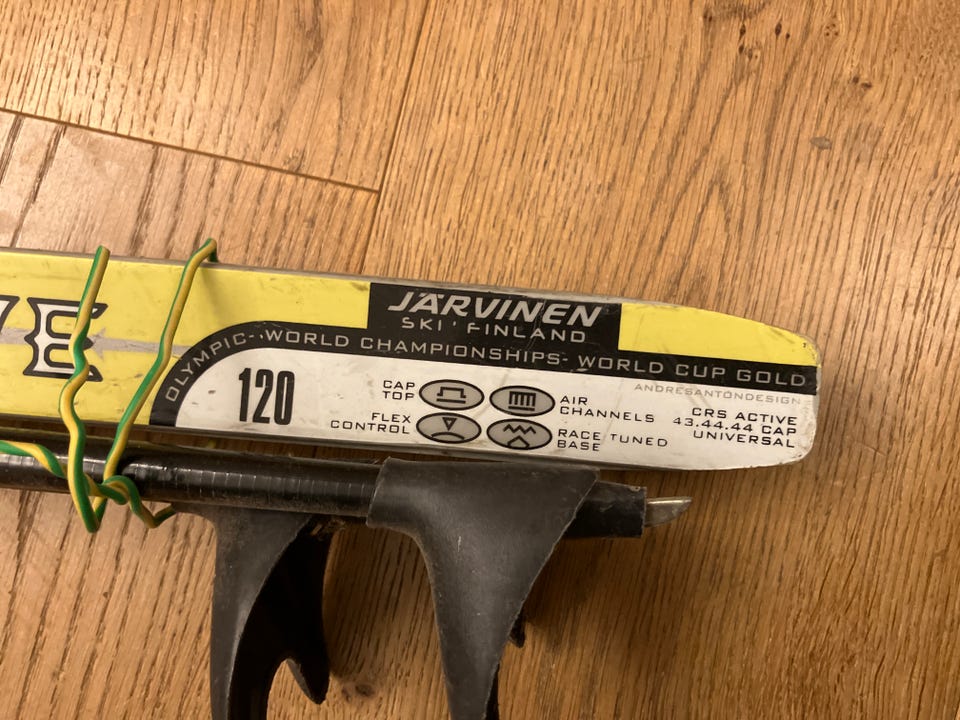 VE
JÄRVINEN
SKI FINLAND
OLYMPIC - WORLD CHAMPIONSHIPS - WORLD CUP GOLD
ANDRESANTONDESIGN
120
CAP
TOP
AIR
CHANNELS
FLEX
CONTROL
RACE TUNED
BASE
CRS ACTIVE
43.44.44 CAP
UNIVERSAL